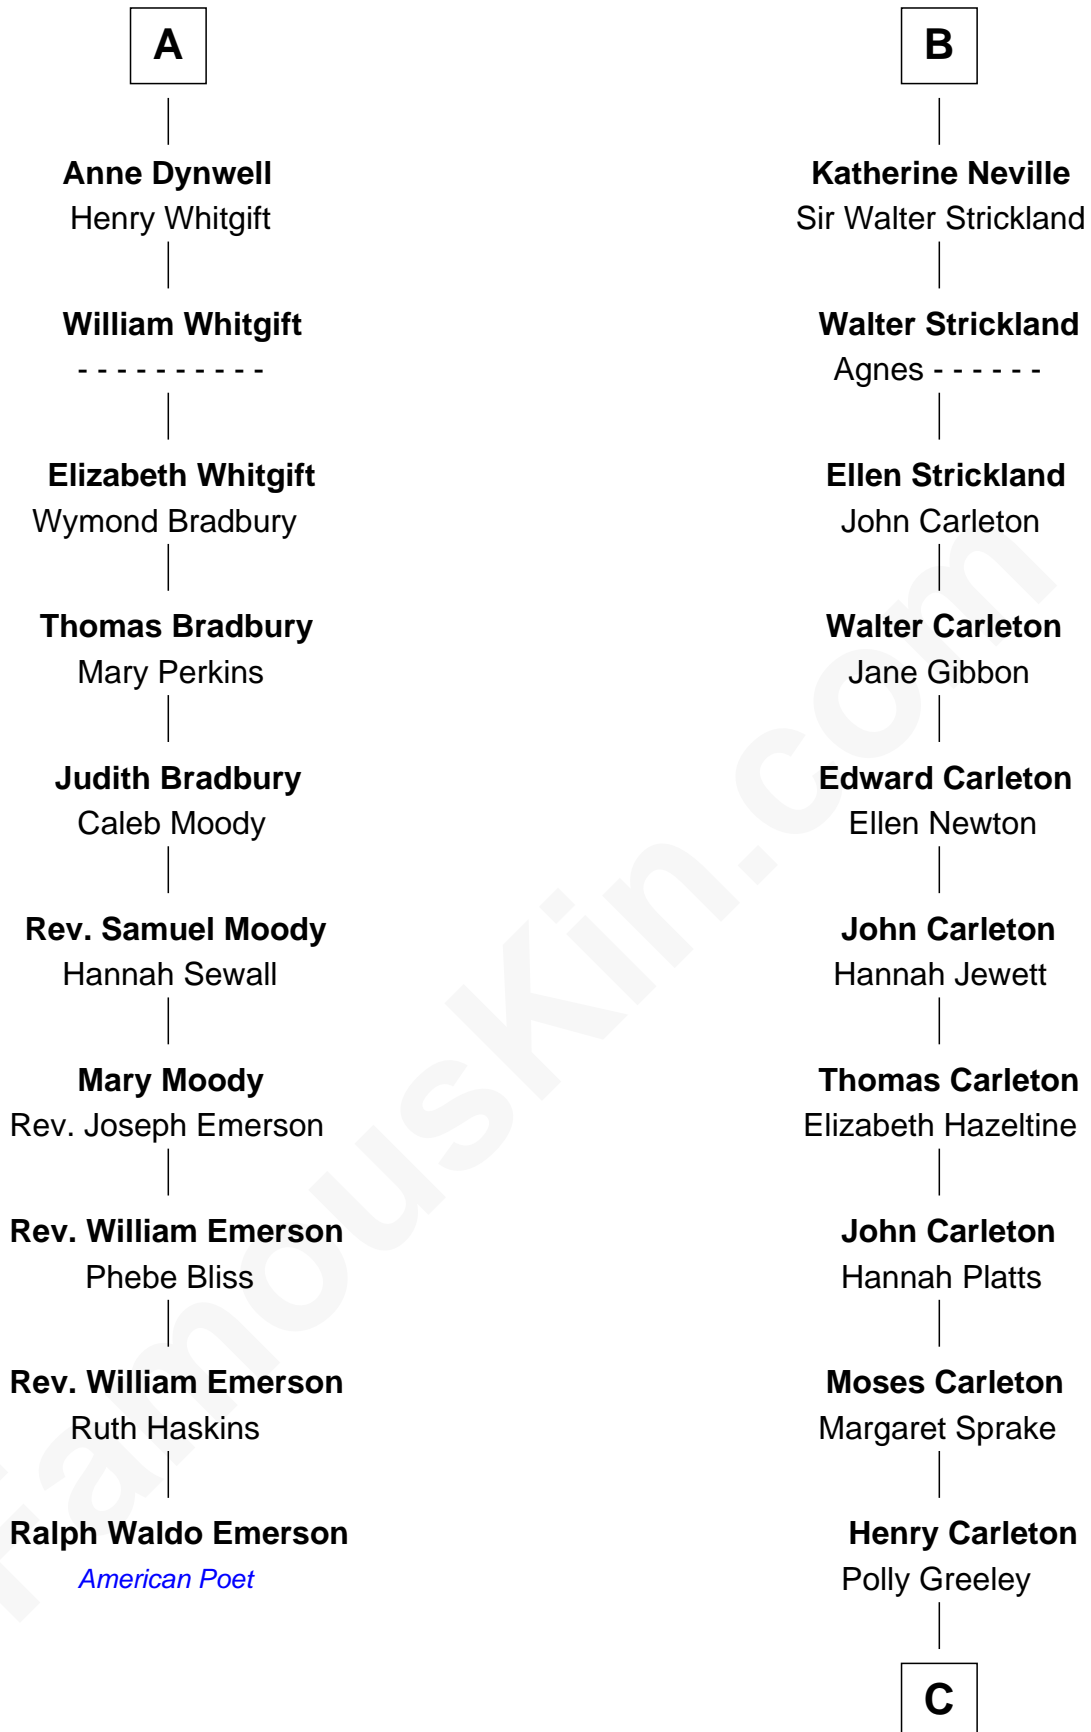 A
Anne Dynwell
Henry Whitgift
William Whitgift
- - - - - - - - - -
Elizabeth Whitgift
Wymond Bradbury
Thomas Bradbury
Mary Perkins
Judith Bradbury
Caleb Moody
Rev. Samuel Moody
Hannah Sewall
Mary Moody
Rev. Joseph Emerson
Rev. William Emerson
Phebe Bliss
Rev. William Emerson
Ruth Haskins
Ralph Waldo Emerson
American Poet
B
Katherine Neville
Sir Walter Strickland
Walter Strickland
Agnes - - - - - -
Ellen Strickland
John Carleton
Walter Carleton
Jane Gibbon
Edward Carleton
Ellen Newton
John Carleton
Hannah Jewett
Thomas Carleton
Elizabeth Hazeltine
John Carleton
Hannah Platts
Moses Carleton
Margaret Sprake
Henry Carleton
Polly Greeley
C
FamousKin.com